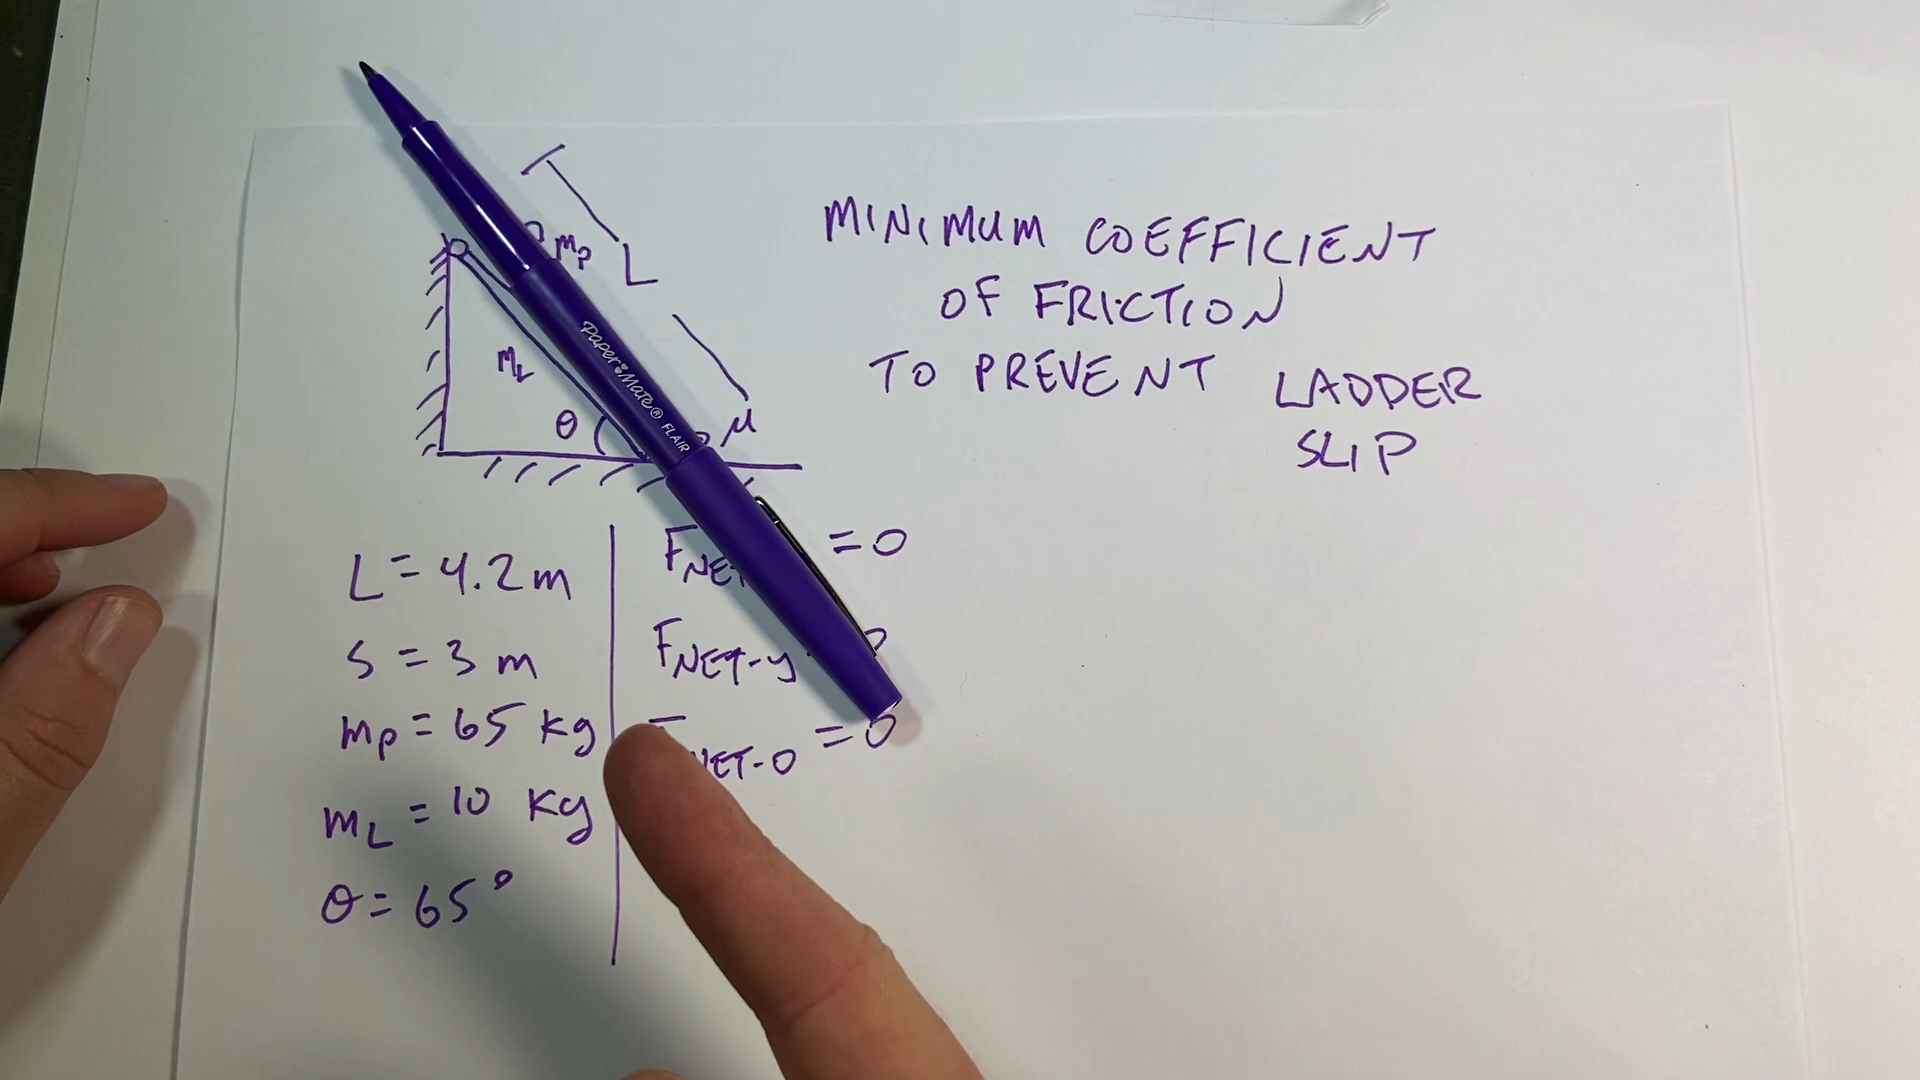 L
mp
mL
θ
μ
Paper Mate® FLAIR
MINIMUM COEFFICIENT
OF FRICTION
TO PREVENT LADDER
SLIP
L = 4.2 m
S = 3 m
mp = 65 kg
mL = 10 kg
θ = 65°
= 0
FNET-y
NET-O = 0